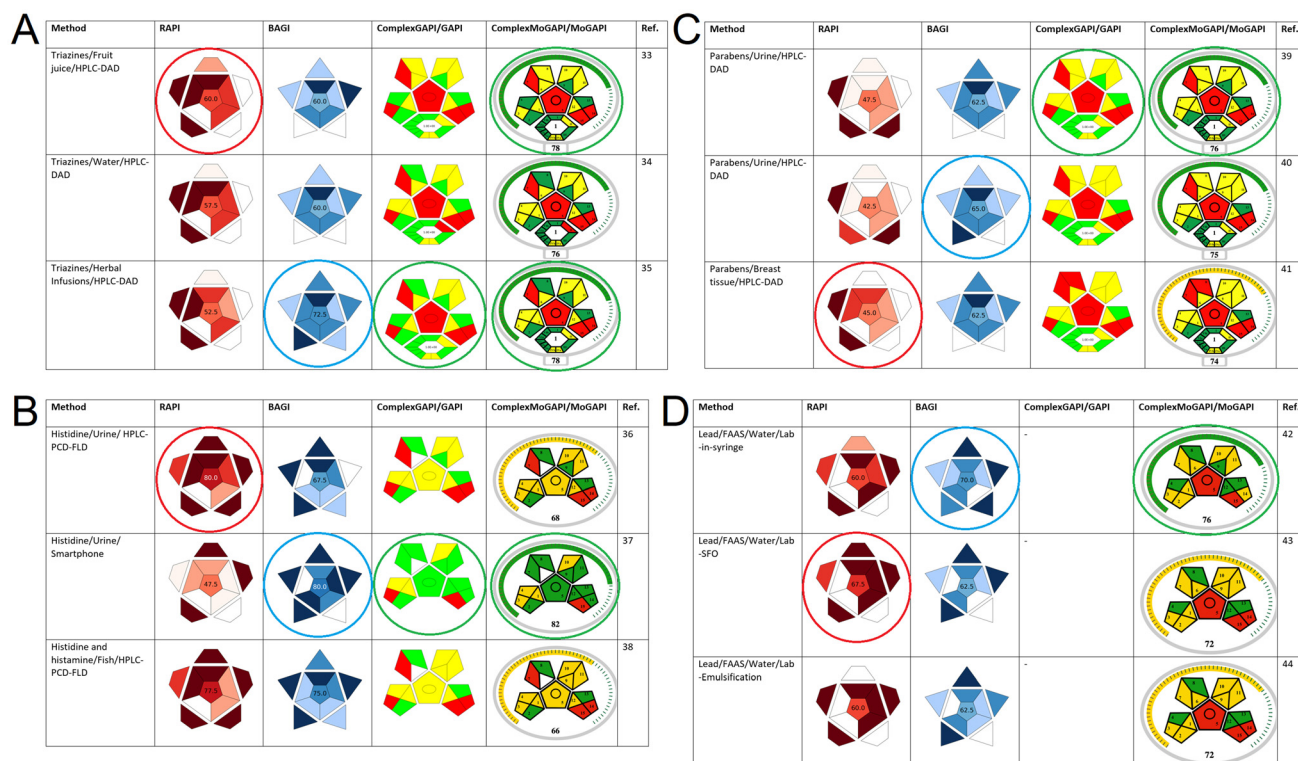 A
Method RAPI BAGI ComplexGAPI/GAPI ComplexMoGAPI/MoGAPI Ref.
Triazines/Fruit
juice/HPLC-DAD
60.0 60.0 78 33
Triazines/Water/HPLC-
DAD
57.5 60.0 76 34
Triazines/Herbal
Infusions/HPLC-DAD
52.5 72.5 78 35
B
Method RAPI BAGI ComplexGAPI/GAPI ComplexMoGAPI/MoGAPI Ref.
Histidine/Urine/ HPLC-
PCD-FLD
80.0 67.5 68 36
Histidine/Urine/
Smartphone
47.5 80.0 82 37
Histidine and
histamine/Fish/HPLC-
PCD-FLD
77.5 75.0 66 38
C
Method RAPI BAGI ComplexGAPI/GAPI ComplexMoGAPI/MoGAPI Ref.
Parabens/Urine/HPLC-
DAD
47.5 62.5 76 39
Parabens/Urine/HPLC-
DAD
42.5 65.0 75 40
Parabens/Breast
tissue/HPLC-DAD
45.0 62.5 74 41
D
Method RAPI BAGI ComplexGAPI/GAPI ComplexMoGAPI/MoGAPI Ref.
Lead/FAAS/Water/Lab
-in-syringe
60.0 70.0 - 76 42
Lead/FAAS/Water/Lab
-SFO
67.5 62.5 - 72 43
Lead/FAAS/Water/Lab
-Emulsification
60.0 62.5 - 72 44